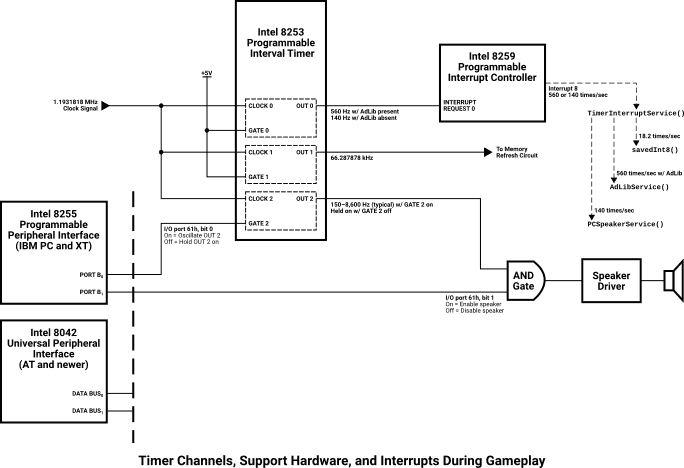 Intel 8253
Programmable
Interval Timer
Intel 8259
Programmable
Interrupt Controller
+5V
1.1931818 MHz
Clock Signal
CLOCK 0
OUT 0
GATE 0
560 Hz w/ AdLib present
140 Hz w/ AdLib absent
INTERRUPT
REQUEST 0
Interrupt 8
560 or 140 times/sec
TimerInterruptService()
18.2 times/sec
savedInt8()
560 times/sec w/ AdLib
AdLibService()
140 times/sec
PCSpeakerService()
CLOCK 1
OUT 1
GATE 1
66.287878 kHz
To Memory
Refresh Circuit
CLOCK 2
OUT 2
GATE 2
150–8,600 Hz (typical) w/ GATE 2 on
Held on w/ GATE 2 off
Intel 8255
Programmable
Peripheral Interface
(IBM PC and XT)
PORT B0
PORT B1
I/O port 61h, bit 0
On = Oscillate OUT 2
Off = Hold OUT 2 on
I/O port 61h, bit 1
On = Enable speaker
Off = Disable speaker
AND
Gate
Speaker
Driver
Intel 8042
Universal Peripheral
Interface
(AT and newer)
DATA BUS0
DATA BUS1
Timer Channels, Support Hardware, and Interrupts During Gameplay